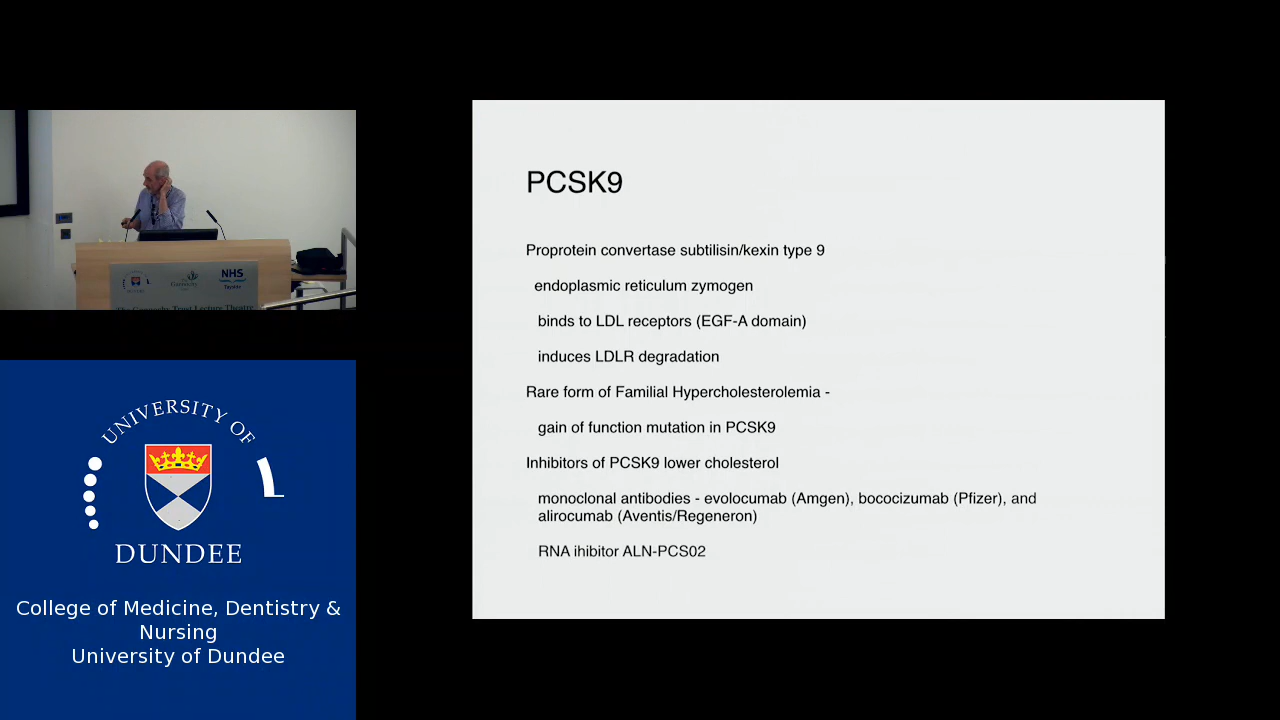 PCSK9
Proprotein convertase subtilisin/kexin type 9
endoplasmic reticulum zymogen
binds to LDL receptors (EGF-A domain)
induces LDLR degradation
Rare form of Familial Hypercholesterolemia -
gain of function mutation in PCSK9
Inhibitors of PCSK9 lower cholesterol
monoclonal antibodies - evolocumab (Amgen), bococizumab (Pfizer), and
alirocumab (Aventis/Regeneron)
RNA ihibitor ALN-PCS02
NHS
Tayside
Lecture Theatre
UNIVERSITY OF
DUNDEE
College of Medicine, Dentistry &
Nursing
University of Dundee